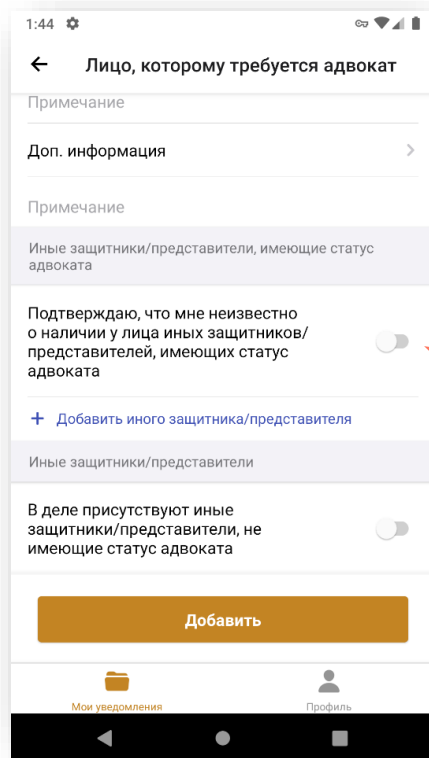 1:44
Лицо, которому требуется адвокат
Примечание
Доп. информация
Примечание
Иные защитники/представители, имеющие статус
адвоката
Подтверждаю, что мне неизвестно
о наличии у лица иных защитников/
представителей, имеющих статус
адвоката
+ Добавить иного защитника/представителя
Иные защитники/представители
В деле присутствуют иные
защитники/представители, не
имеющие статус адвоката
Добавить
Мои уведомления
Профиль